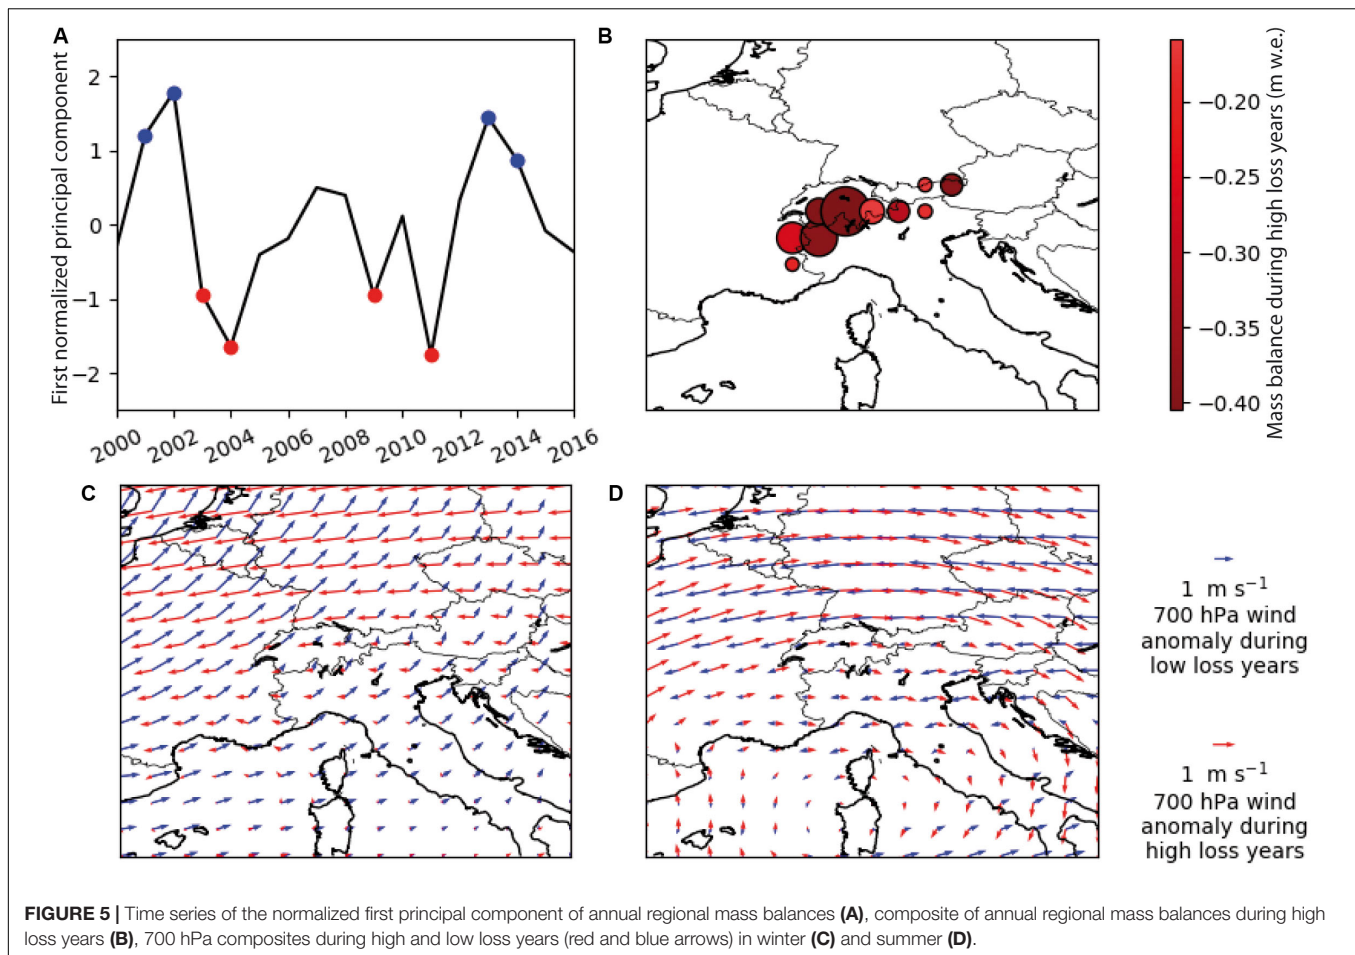 A
First normalized principal component
2
1
0
−1
−2
2000
2002
2004
2006
2008
2010
2012
2014
2016
B
−0.20
−0.25
−0.30
−0.35
−0.40
Mass balance during high loss years (m w.e.)
C
D
1 m s⁻¹
700 hPa wind
anomaly during
low loss years
1 m s⁻¹
700 hPa wind
anomaly during
high loss years
FIGURE 5 | Time series of the normalized first principal component of annual regional mass balances (A), composite of annual regional mass balances during high
loss years (B), 700 hPa composites during high and low loss years (red and blue arrows) in winter (C) and summer (D).